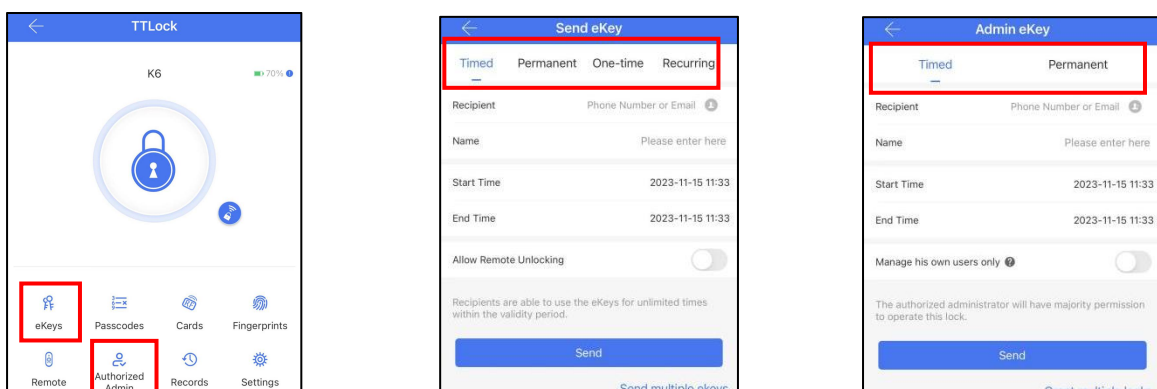 TTLock
K6
70%
eKeys Passcodes Cards Fingerprints
Remote Authorized Admin Records Settings
Send eKey
Timed Permanent One-time Recurring
Recipient Phone Number or Email
Name Please enter here
Start Time 2023-11-15 11:33
End Time 2023-11-15 11:33
Allow Remote Unlocking
Recipients are able to use the eKeys for unlimited times
within the validity period.
Send
Send multiple ekeys
Admin eKey
Timed Permanent
Recipient Phone Number or Email
Name Please enter here
Start Time 2023-11-15 11:33
End Time 2023-11-15 11:33
Manage his own users only
The authorized administrator will have majority permission
to operate this lock.
Send